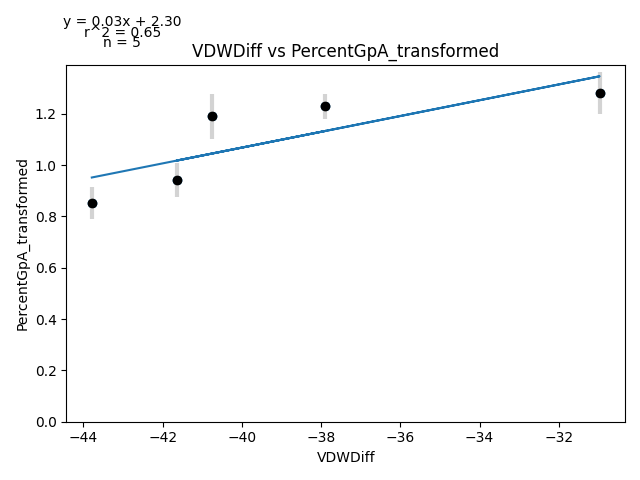 y = 0.03x + 2.30
r^2 = 0.65
n = 5
VDWDiff vs PercentGpA_transformed
PercentGpA_transformed
1.2
1.0
0.8
0.6
0.4
0.2
0.0
−44
−42
−40
−38
−36
−34
−32
VDWDiff